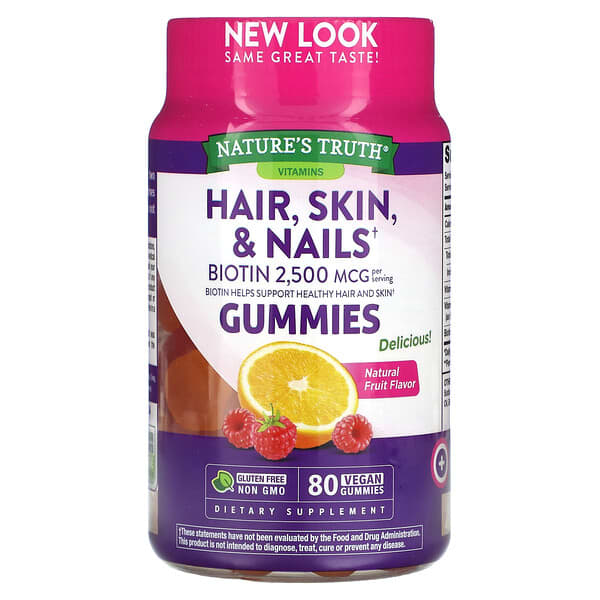 NEW LOOK
SAME GREAT TASTE!
NATURE'S TRUTH®
VITAMINS
HAIR, SKIN,
& NAILS†
BIOTIN 2,500 MCG per serving
BIOTIN HELPS SUPPORT HEALTHY HAIR AND SKIN†
GUMMIES
Delicious!
Natural
Fruit Flavor
GLUTEN FREE
NON GMO
80 VEGAN GUMMIES
DIETARY SUPPLEMENT
†These statements have not been evaluated by the Food and Drug Administration.
This product is not intended to diagnose, treat, cure or prevent any disease.